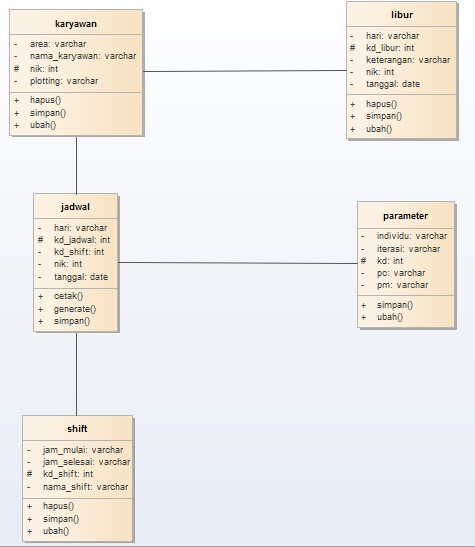 karyawan
- area: varchar
- nama_karyawan: varchar
# nik: int
- plotting: varchar
+ hapus()
+ simpan()
+ ubah()
libur
- hari: varchar
# kd_libur: int
- keterangan: varchar
- nik: int
- tanggal: date
+ hapus()
+ simpan()
+ ubah()
jadwal
- hari: varchar
# kd_jadwal: int
- kd_shift: int
- nik: int
- tanggal: date
+ cetak()
+ generate()
+ simpan()
parameter
- individu: varchar
- iterasi: varchar
# kd: int
- pc: varchar
- pm: varchar
+ simpan()
+ ubah()
shift
- jam_mulai: varchar
- jam_selesai: varchar
# kd_shift: int
- nama_shift: varchar
+ hapus()
+ simpan()
+ ubah()